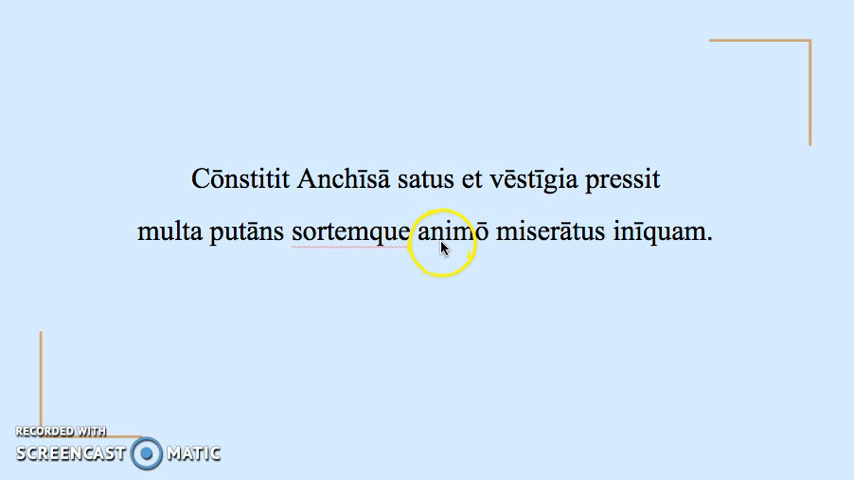 Cōnstitit Anchīsā satus et vēstīgia pressit
multa putāns sortemque animō miserātus inīquam.
RECORDED WITH
SCREENCAST MATIC